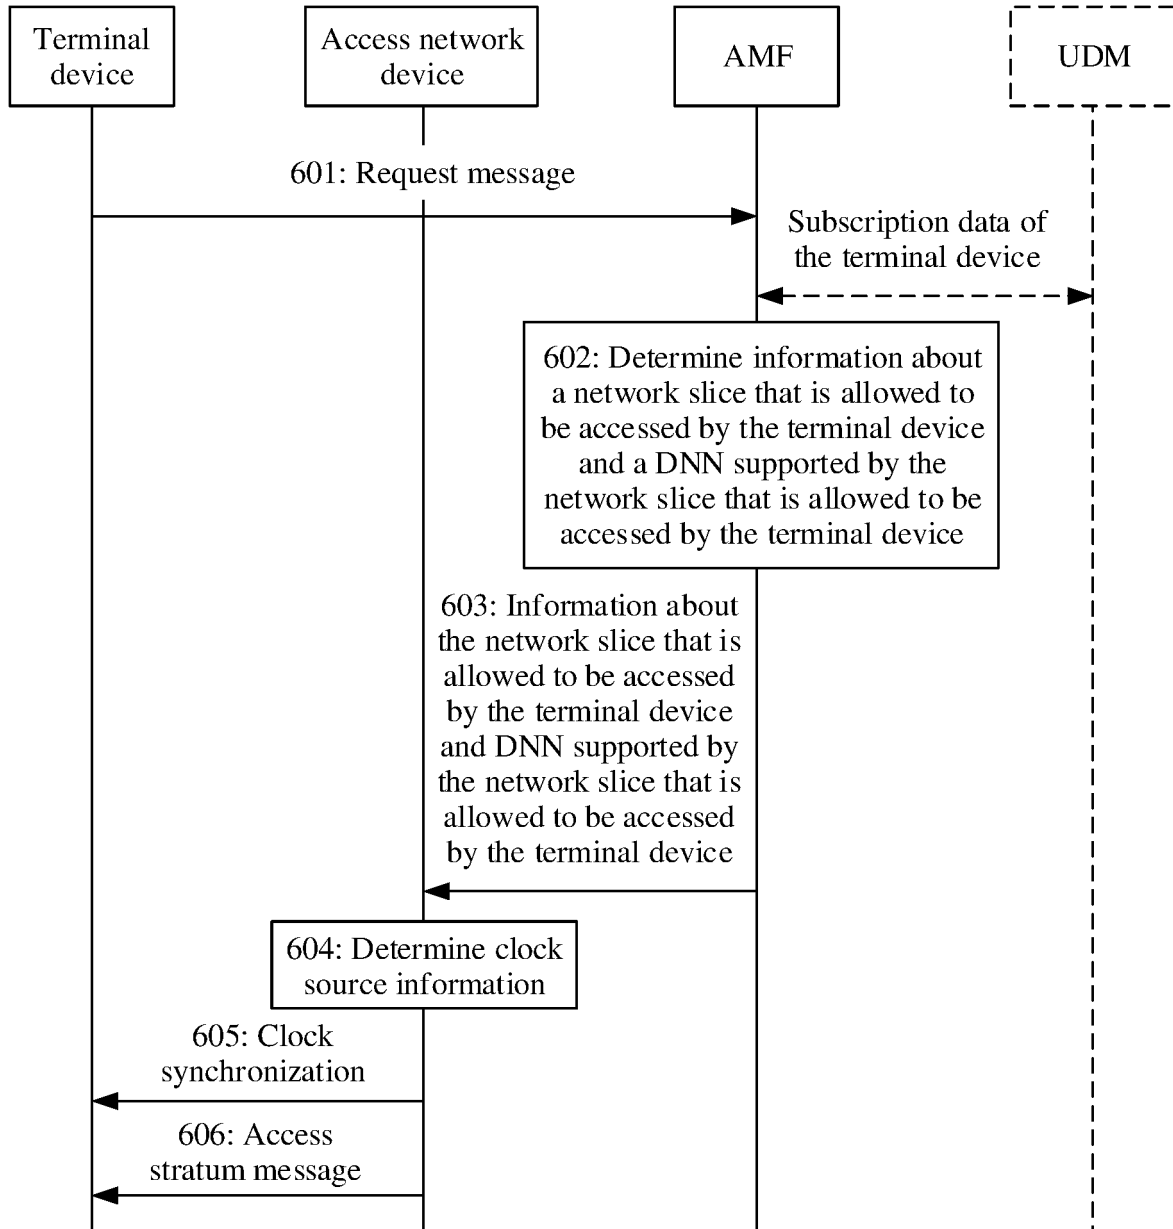 Terminal
device
Access network
device
AMF
UDM
601: Request message
Subscription data of
the terminal device
602: Determine information about
a network slice that is allowed to
be accessed by the terminal device
and a DNN supported by the
network slice that is allowed to be
accessed by the terminal device
603: Information about
the network slice that is
allowed to be accessed
by the terminal device
and DNN supported by
the network slice that is
allowed to be accessed
by the terminal device
604: Determine clock
source information
605: Clock
synchronization
606: Access
stratum message